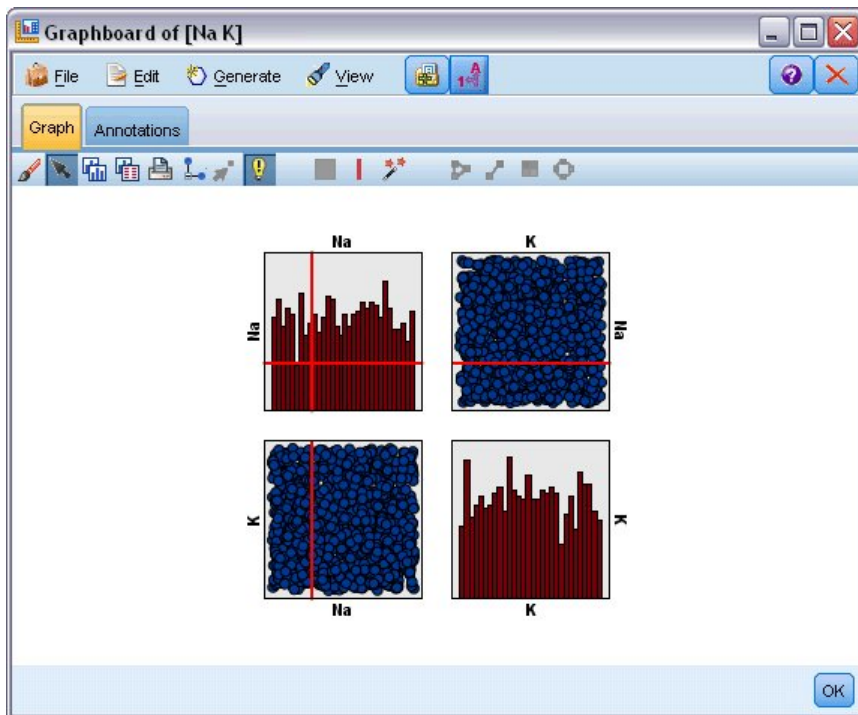 Graphboard of [Na K]
File Edit Generate View
Graph Annotations
Na K
Na Na
K K
Na K
OK